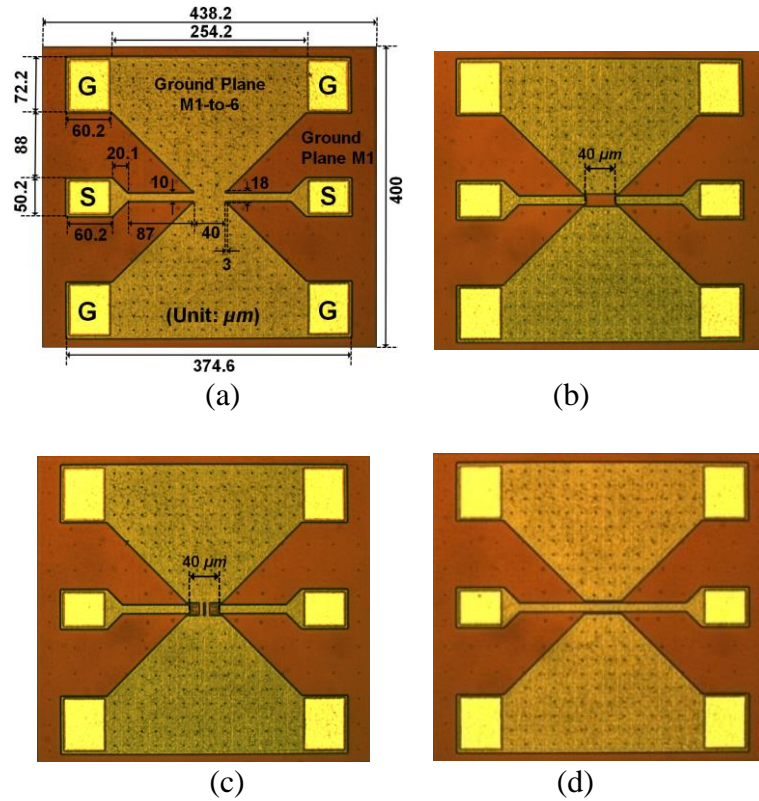 438.2
254.2
G
G
Ground Plane
M1-to-6
72.2
60.2
Ground
Plane M1
88
20.1
10
18
S
S
50.2
400
60.2
87
40
3
G
G
(Unit: μm)
374.6
(a)
40 μm
(b)
40 μm
(c)
(d)